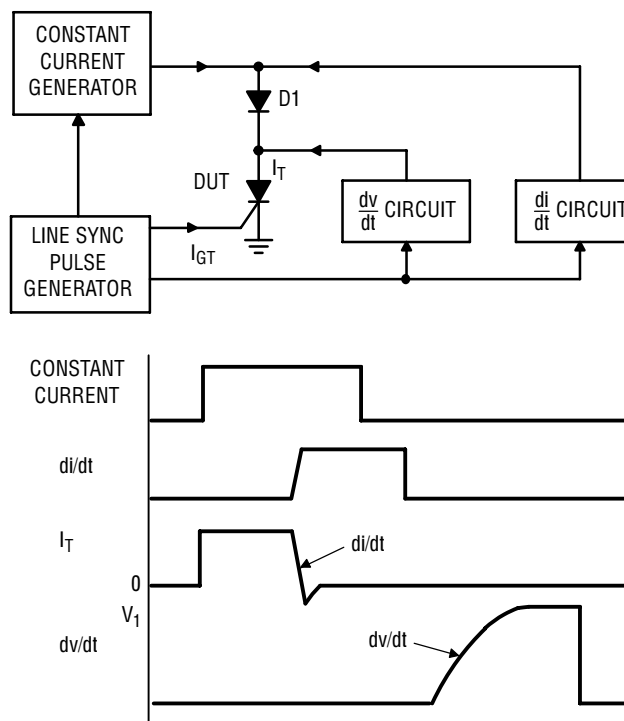 CONSTANT
CURRENT
GENERATOR
D1
DUT
I_T
dv
dt
CIRCUIT
di
dt
CIRCUIT
LINE SYNC
PULSE
GENERATOR
I_GT
CONSTANT
CURRENT
di/dt
I_T
di/dt
0
V_1
dv/dt
dv/dt